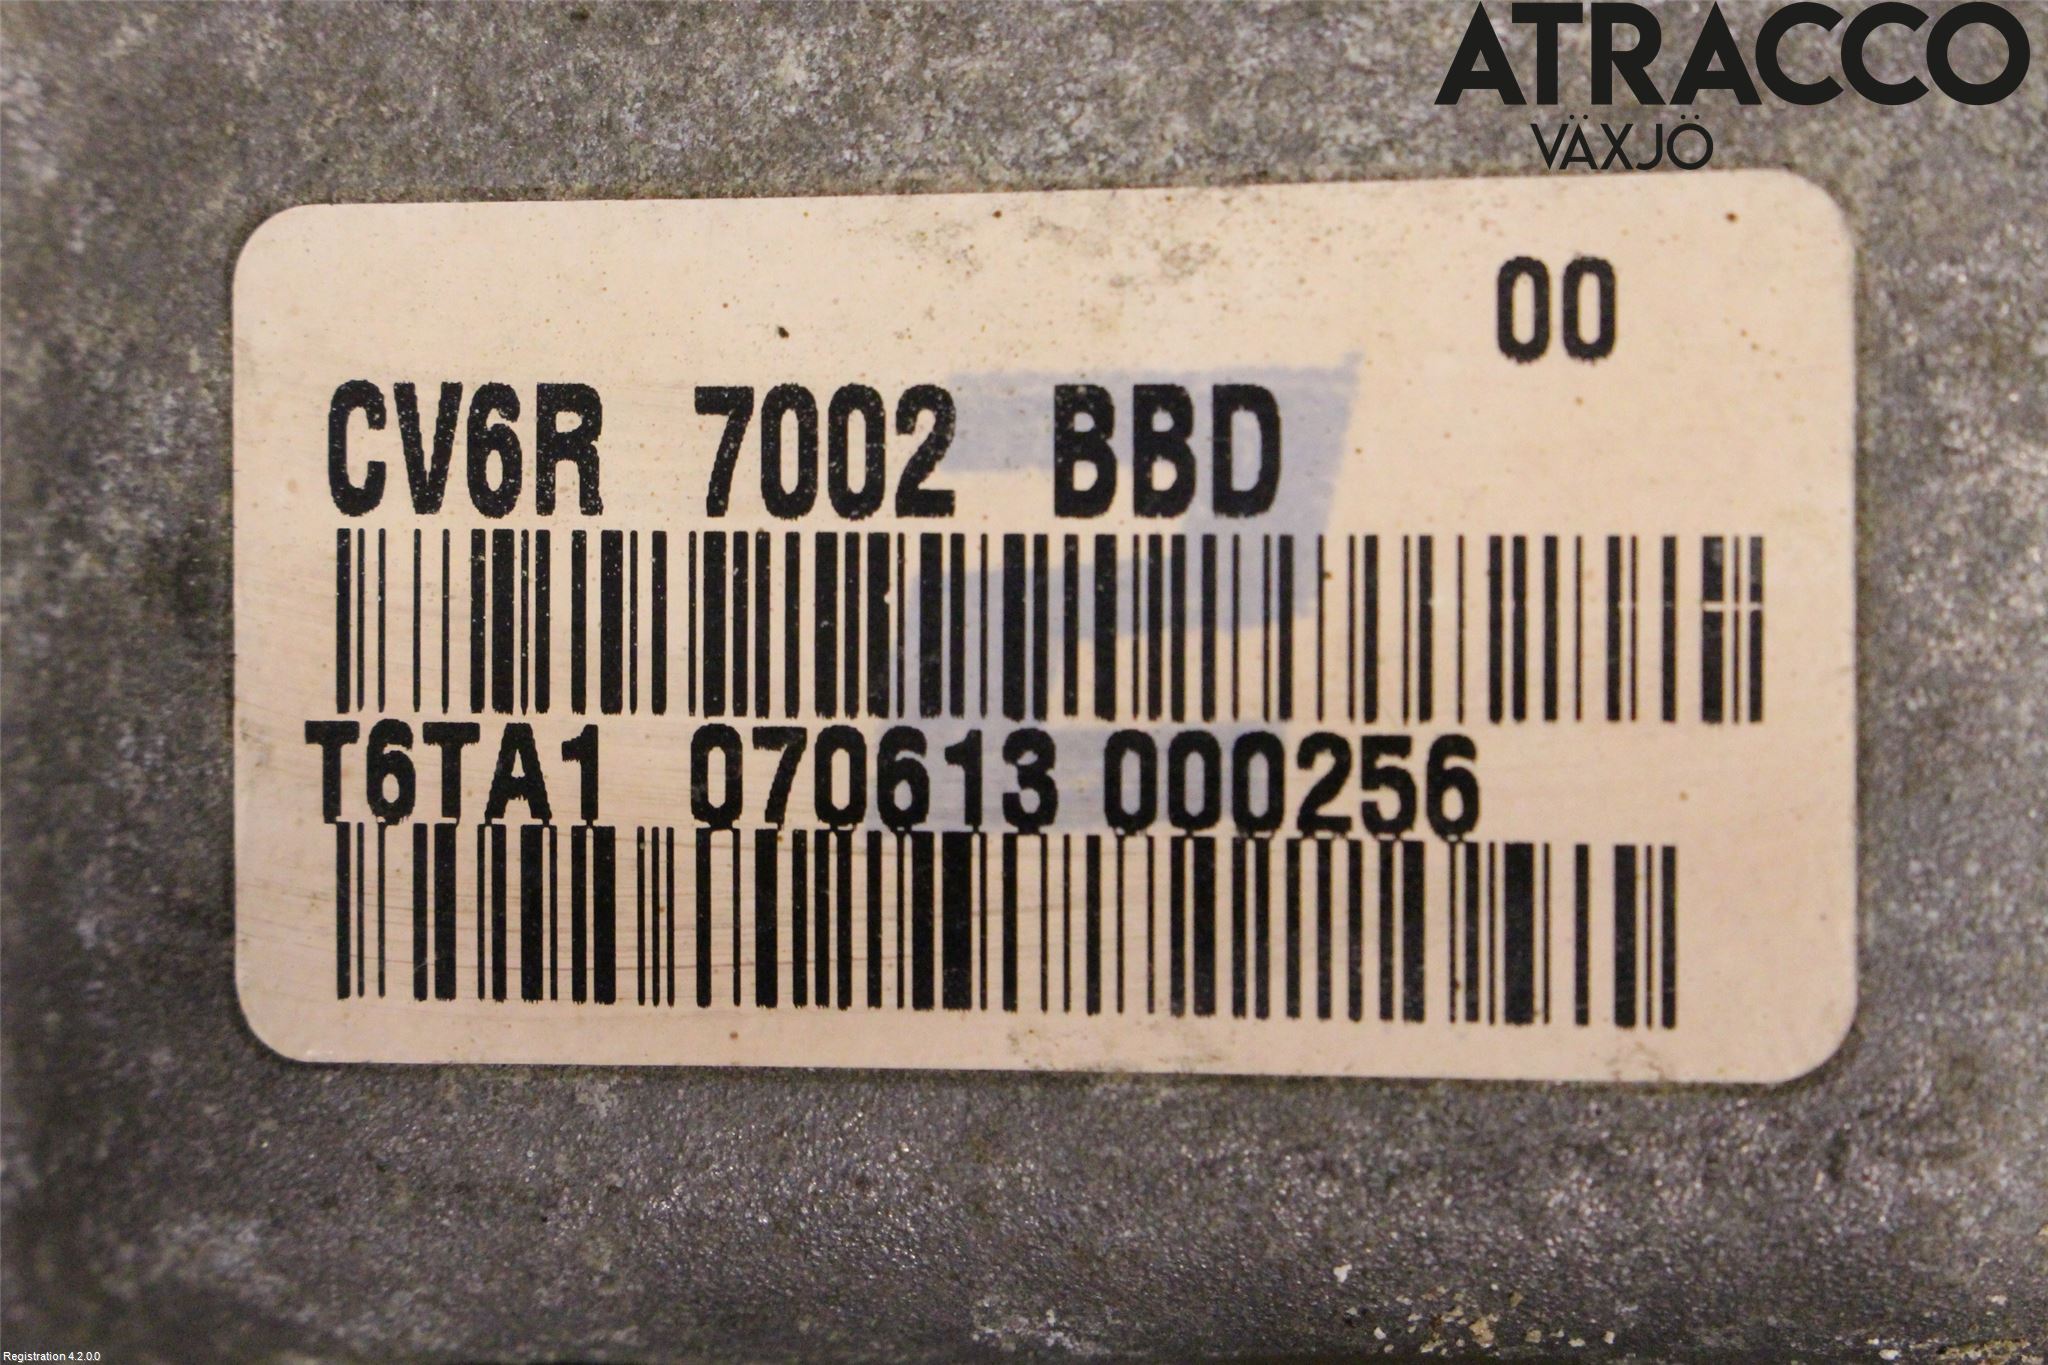 ATRACCO
VÄXJÖ
00
CV6R 7002 BBD
T6TA1 070613 000256
Registration 4.2.0.0